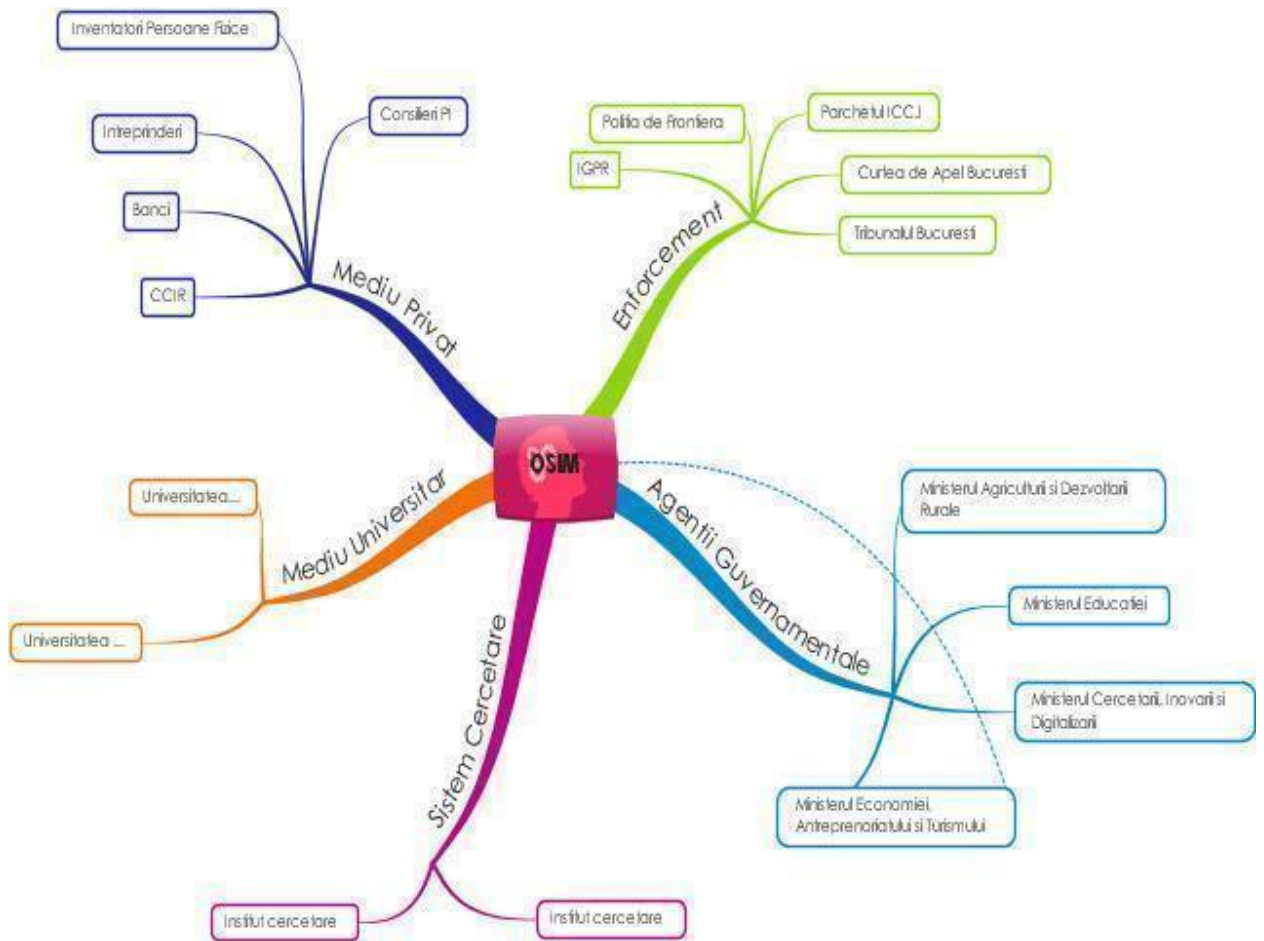 Inventatori Persoane Fizice
Consilieri PI
Intreprinderi
Banci
CCIR
Mediu Privat
Politia de Frontiera
Parchetul ICCJ
IGPR
Curtea de Apel Bucuresti
Tribunalul Bucuresti
Enforcement
OSIM
Universitatea....
Universitatea ....
Mediu Universitar
Agentii Guvernamentale
Ministerul Agriculturii si Dezvoltarii
Rurale
Ministerul Educatiei
Ministerul Cercetarii, Inovarii si
Digitalizarii
Ministerul Economiei,
Antreprenoriatului si Turismului
Sistem Cercetare
Institut cercetare
Institut cercetare